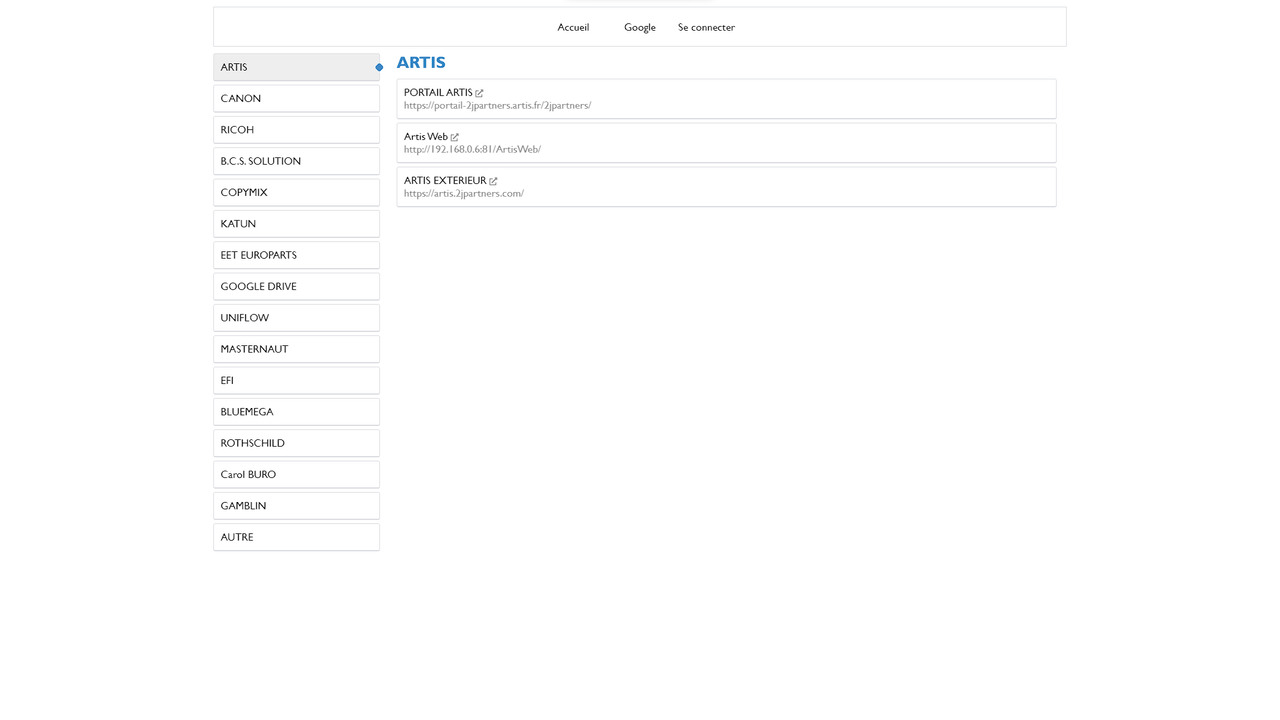 Accueil
Google
Se connecter
ARTIS
CANON
RICOH
B.C.S. SOLUTION
COPYMIX
KATUN
EET EUROPARTS
GOOGLE DRIVE
UNIFLOW
MASTERNAUT
EFI
BLUEMEGA
ROTHSCHILD
Carol BURO
GAMBLIN
AUTRE
ARTIS
PORTAIL ARTIS
https://portail-2jpartners.artis.fr/2jpartners/
Artis Web
http://192.168.0.6:81/ArtisWeb/
ARTIS EXTERIEUR
https://artis.2jpartners.com/